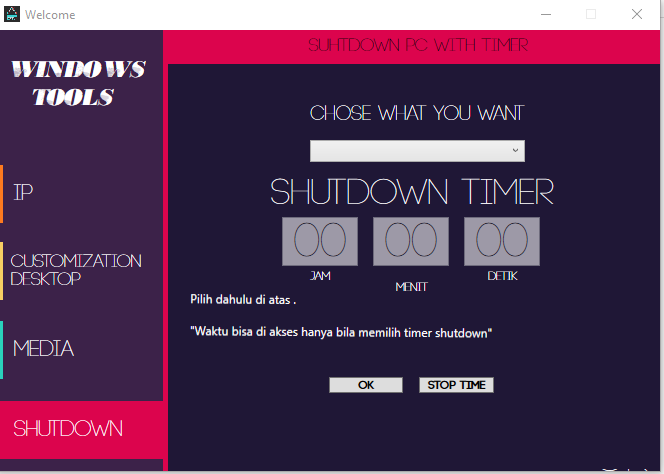 Welcome
SUHTDOWN PC WITH TIMER
WINDOWS
TOOLS
IP
CUSTOMIZATION
DESKTOP
MEDIA
SHUTDOWN
CHOSE WHAT YOU WANT
SHUTDOWN TIMER
00 00 00
JAM MENIT DETIK
Pilih dahulu di atas .
"Waktu bisa di akses hanya bila memilih timer shutdown"
OK STOP TIME